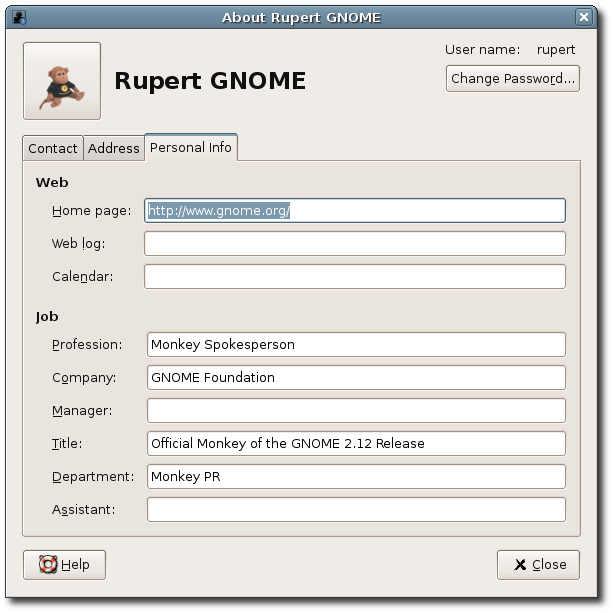 About Rupert GNOME
User name: rupert
Rupert GNOME
Change Password...
Contact Address Personal Info
Web
Home page: http://www.gnome.org/
Web log:
Calendar:
Job
Profession: Monkey Spokesperson
Company: GNOME Foundation
Manager:
Title: Official Monkey of the GNOME 2.12 Release
Department: Monkey PR
Assistant:
Help Close